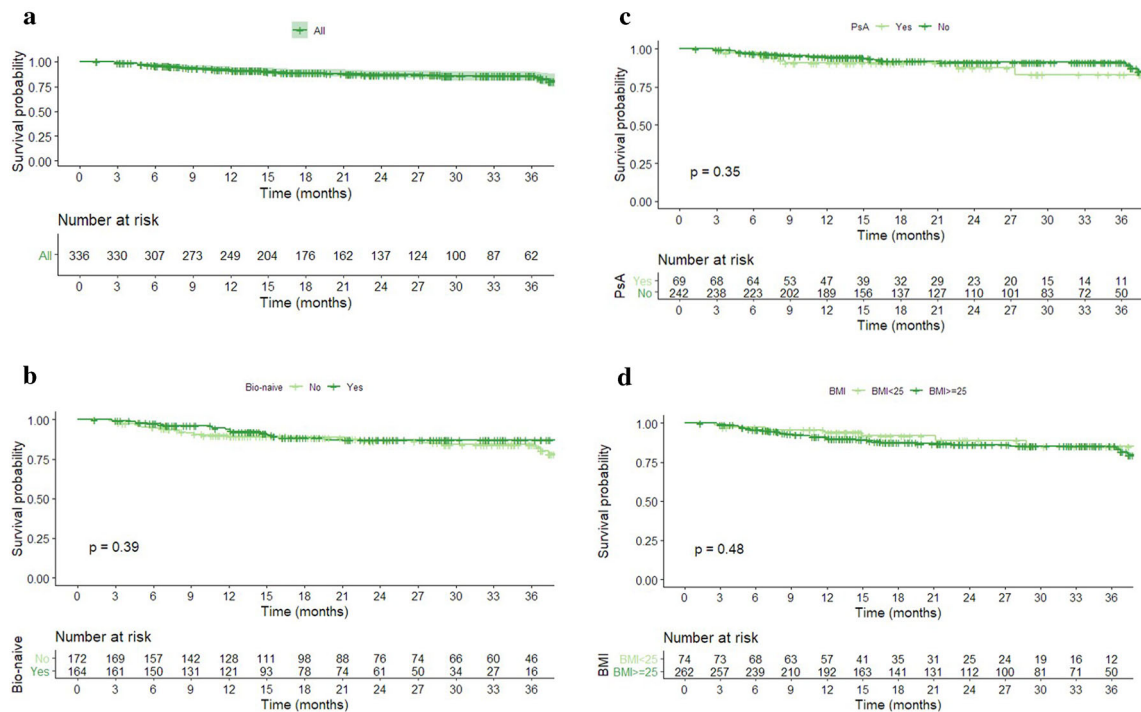 a
All
1.00
0.75
0.50
0.25
0.00
Survival probability
0 3 6 9 12 15 18 21 24 27 30 33 36
Time (months)
Number at risk
All 336 330 307 273 249 204 176 162 137 124 100 87 62
0 3 6 9 12 15 18 21 24 27 30 33 36
Time (months)
b
Bio-naive No Yes
1.00
0.75
0.50
0.25
0.00
Survival probability
p = 0.39
0 3 6 9 12 15 18 21 24 27 30 33 36
Time (months)
Number at risk
Bio-naive
No 172 169 157 142 128 111 98 88 76 74 66 60 46
Yes 164 161 150 131 121 93 78 74 61 50 34 27 16
0 3 6 9 12 15 18 21 24 27 30 33 36
Time (months)
c
PsA Yes No
1.00
0.75
0.50
0.25
0.00
Survival probability
p = 0.35
0 3 6 9 12 15 18 21 24 27 30 33 36
Time (months)
Number at risk
PsA
Yes 69 68 64 53 47 39 32 29 23 20 15 14 11
No 242 238 223 202 189 156 137 127 110 101 83 72 50
0 3 6 9 12 15 18 21 24 27 30 33 36
Time (months)
d
BMI BMI<25 BMI>=25
1.00
0.75
0.50
0.25
0.00
Survival probability
p = 0.48
0 3 6 9 12 15 18 21 24 27 30 33 36
Time (months)
Number at risk
BMI
BMI<25 74 73 68 63 57 41 35 31 25 24 19 16 12
BMI>=25 262 257 239 210 192 163 141 131 112 100 81 71 50
0 3 6 9 12 15 18 21 24 27 30 33 36
Time (months)